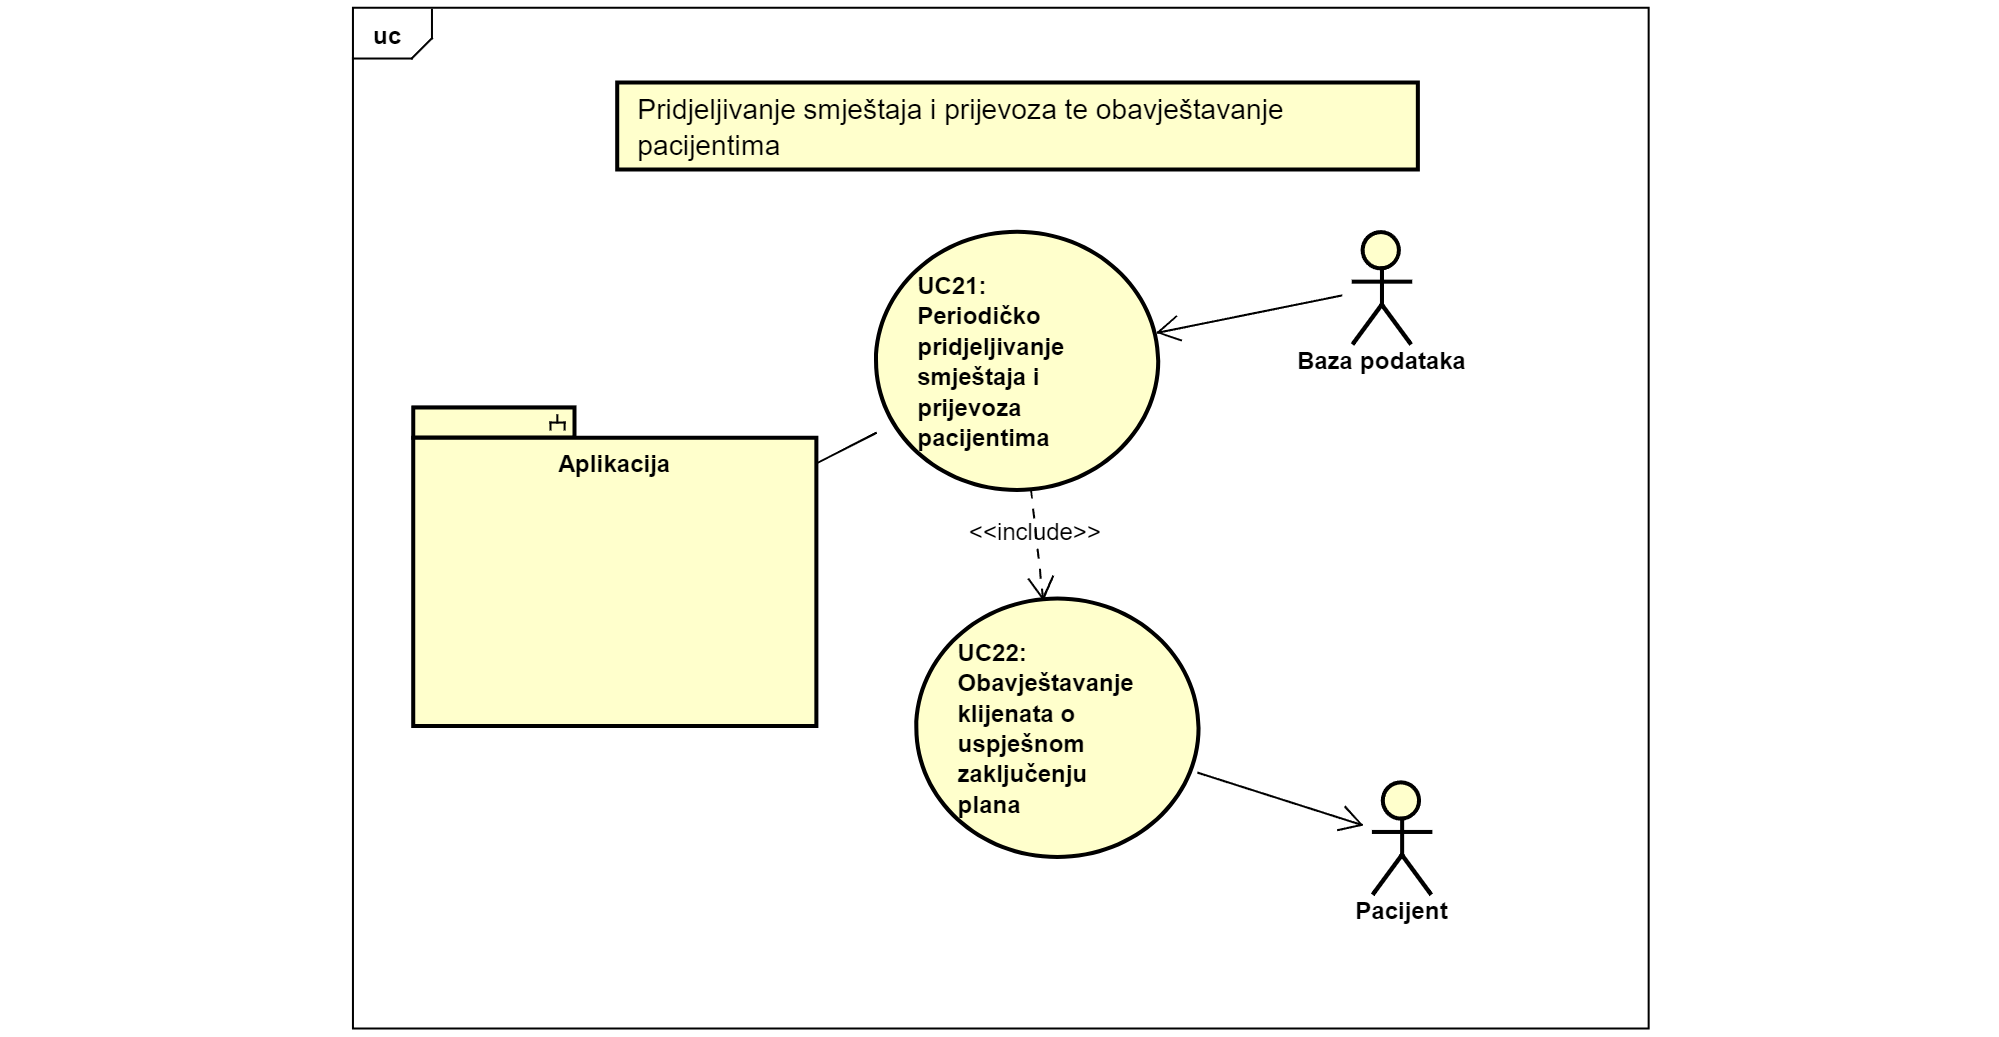 uc
Pridjeljivanje smještaja i prijevoza te obavještavanje
pacijentima
UC21:
Periodičko
pridjeljivanje
smještaja i
prijevoza
pacijentima
Baza podataka
Aplikacija
<<include>>
UC22:
Obavještavanje
klijenata o
uspješnom
zaključenju
plana
Pacijent